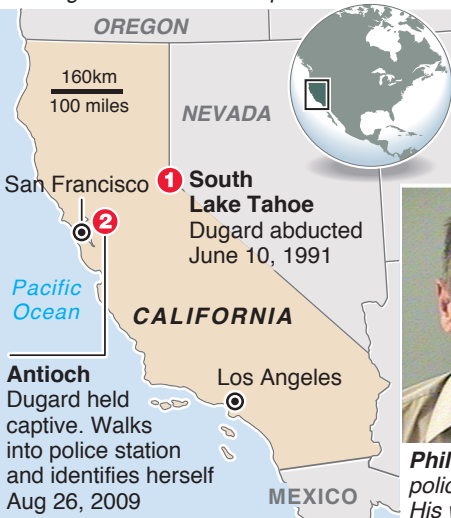 OREGON
160km
100 miles
NEVADA
San Francisco
1 South
Lake Tahoe
Dugard abducted
June 10, 1991
2
Pacific
Ocean
CALIFORNIA
Antioch
Dugard held
captive. Walks
into police station
and identifies herself
Aug 26, 2009
Los Angeles
MEXICO
Phil
polic
His